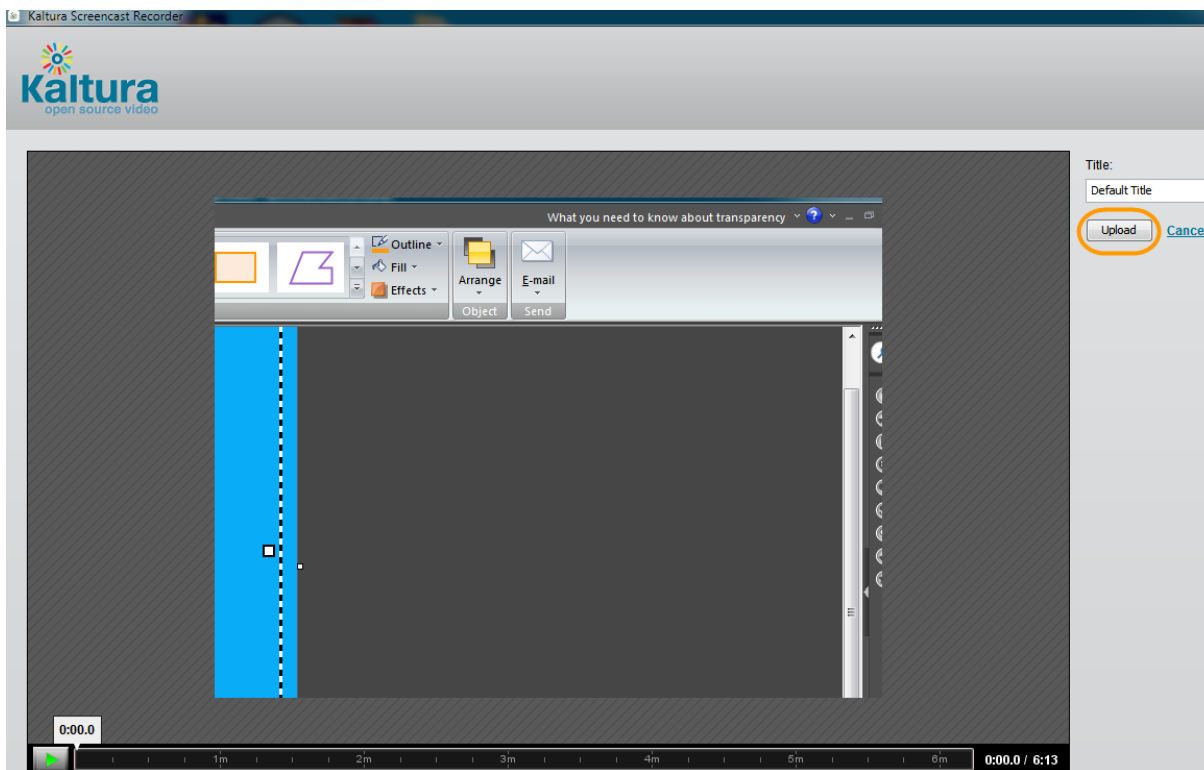 Kaltura Screencast Recorder
Kaltura
open source video
Title:
Default Title
Upload Cance
What you need to know about transparency ?
Outline
Fill
Effects
Arrange
E-mail
Object Send
0:00.0
1m 2m 3m 4m 5m 6m 0:00.0 / 6:13